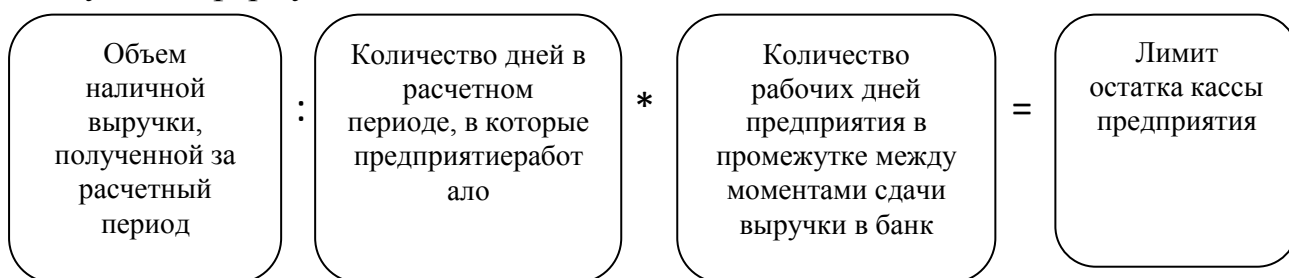 Объем
наличной
выручки,
полученной за
расчетный
период
:
Количество дней в
расчетном
периоде, в которые
предприятиеработ
ало
*
Количество
рабочих дней
предприятия в
промежутке между
моментами сдачи
выручки в банк
=
Лимит
остатка кассы
предприятия